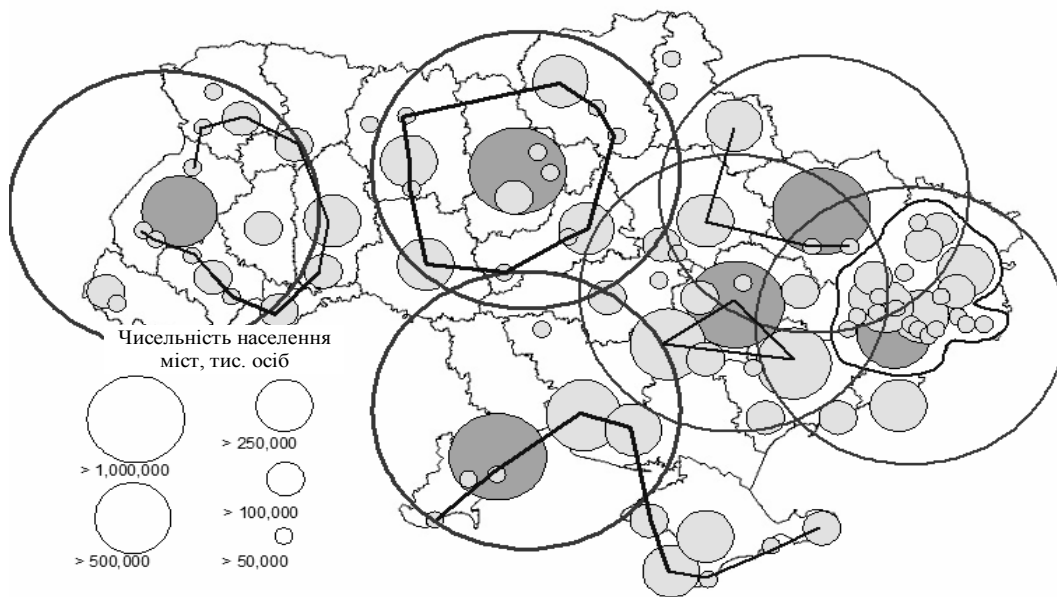 Чисельність населення
міст, тис. осіб
> 1,000,000
> 250,000
> 500,000
> 100,000
> 50,000